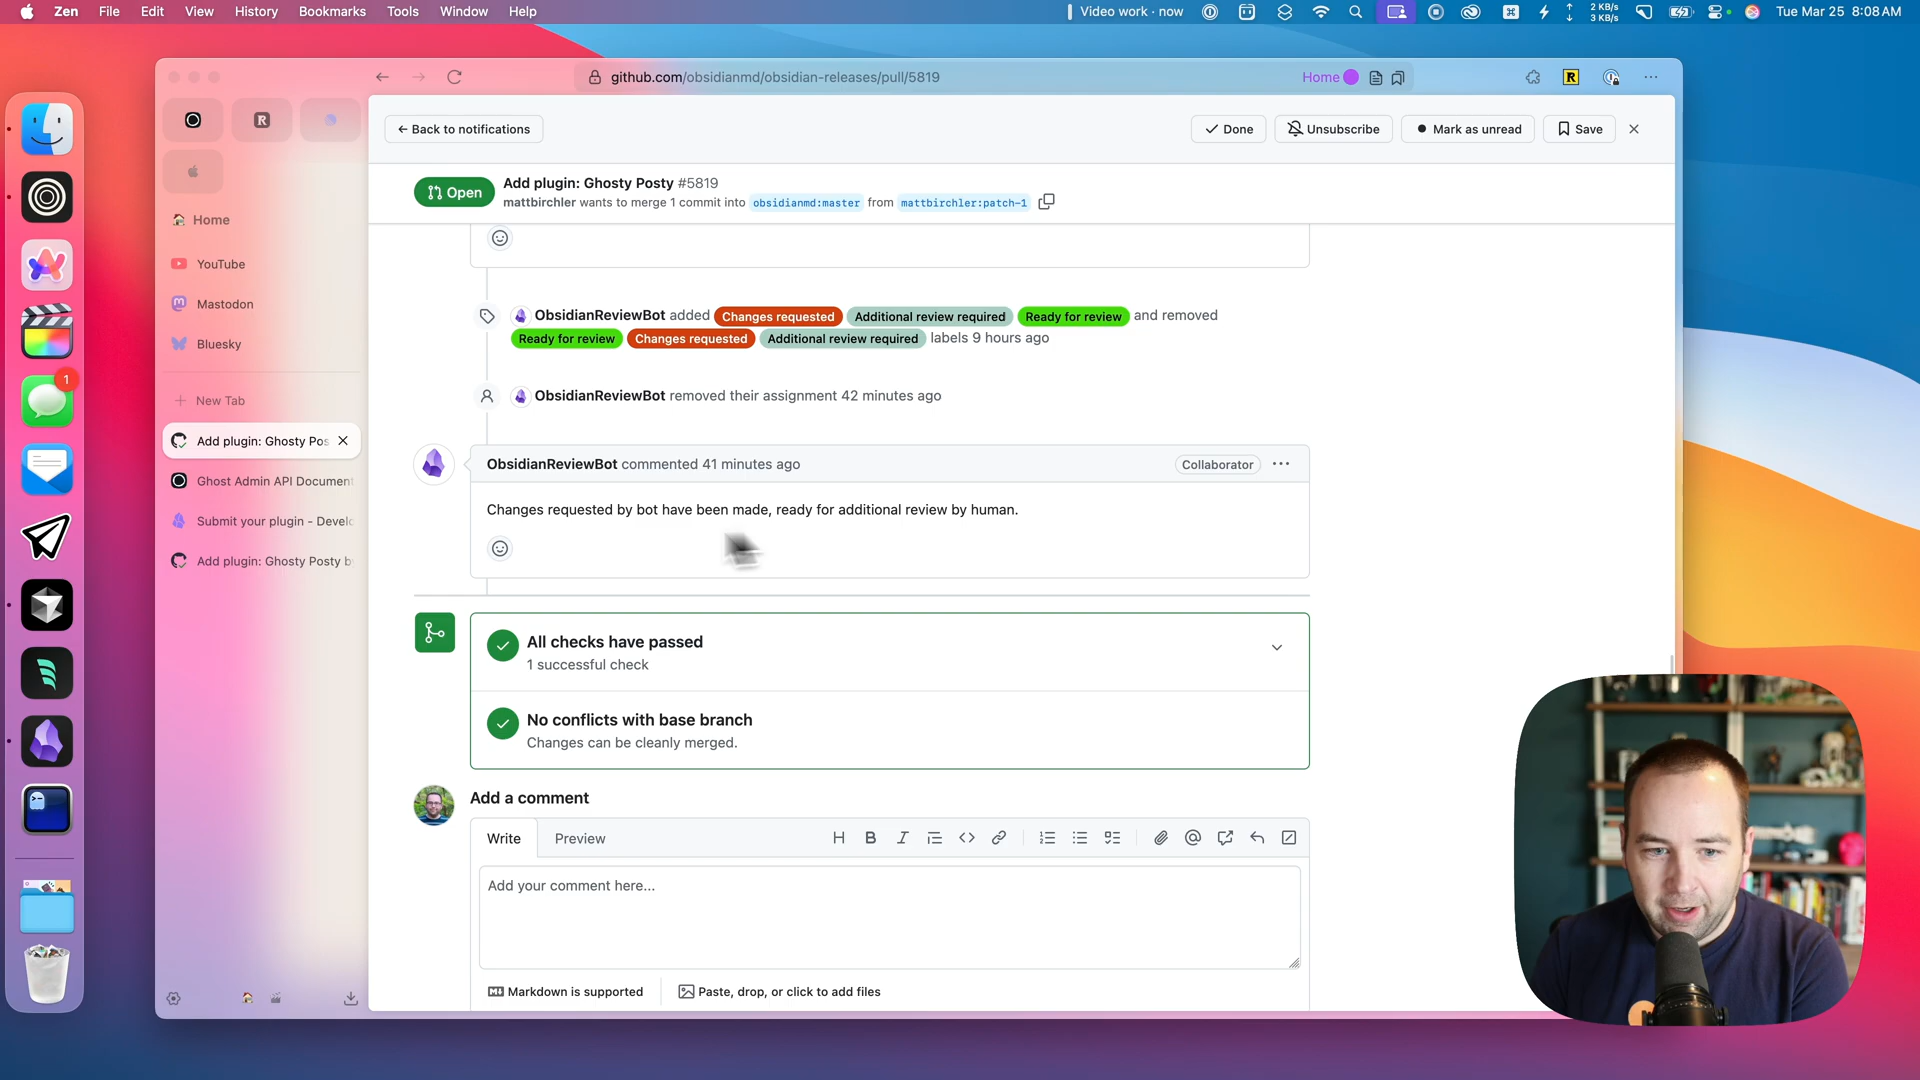 Zen File Edit View History Bookmarks Tools Window Help
Video work · now
2 KB/s
3 KB/s
Tue Mar 25 8:08 AM
github.com/obsidianmd/obsidian-releases/pull/5819
Home
R
R
Home
YouTube
Mastodon
Bluesky
New Tab
Add plugin: Ghosty Pos
Ghost Admin API Document
Submit your plugin - Develo
Add plugin: Ghosty Posty b
1
← Back to notifications
Done
Unsubscribe
Mark as unread
Save
Open
Add plugin: Ghosty Posty #5819
mattbirchler wants to merge 1 commit into obsidianmd:master from mattbirchler:patch-1
ObsidianReviewBot added Changes requested Additional review required Ready for review and removed
Ready for review Changes requested Additional review required labels 9 hours ago
ObsidianReviewBot removed their assignment 42 minutes ago
ObsidianReviewBot commented 41 minutes ago
Collaborator
Changes requested by bot have been made, ready for additional review by human.
All checks have passed
1 successful check
No conflicts with base branch
Changes can be cleanly merged.
Add a comment
Write
Preview
Add your comment here...
Markdown is supported
Paste, drop, or click to add files